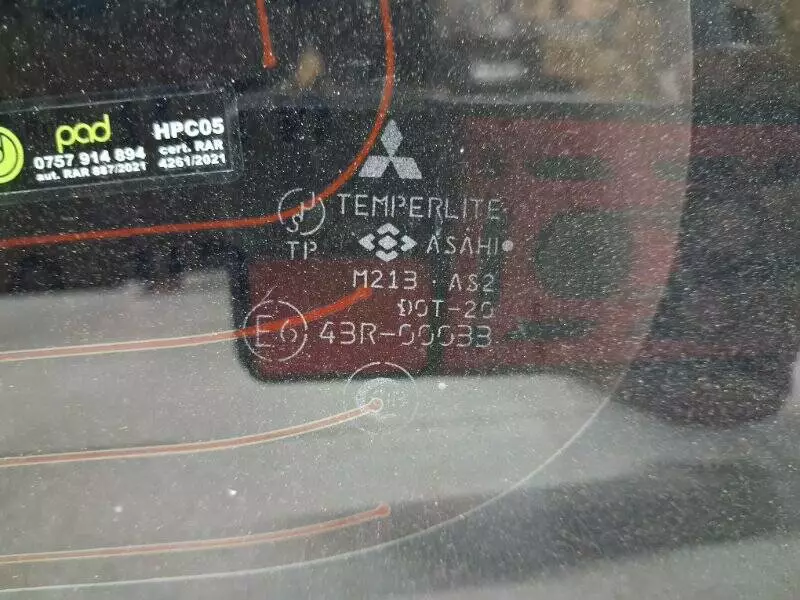 pad
0757 914 894
aut. RAR 887/2021
HPC05
cert. RAR
4261/2021
TEMPERLITE
JIS
TP
ASAHI
M213 AS2
DOT-20
E6 43R-00033